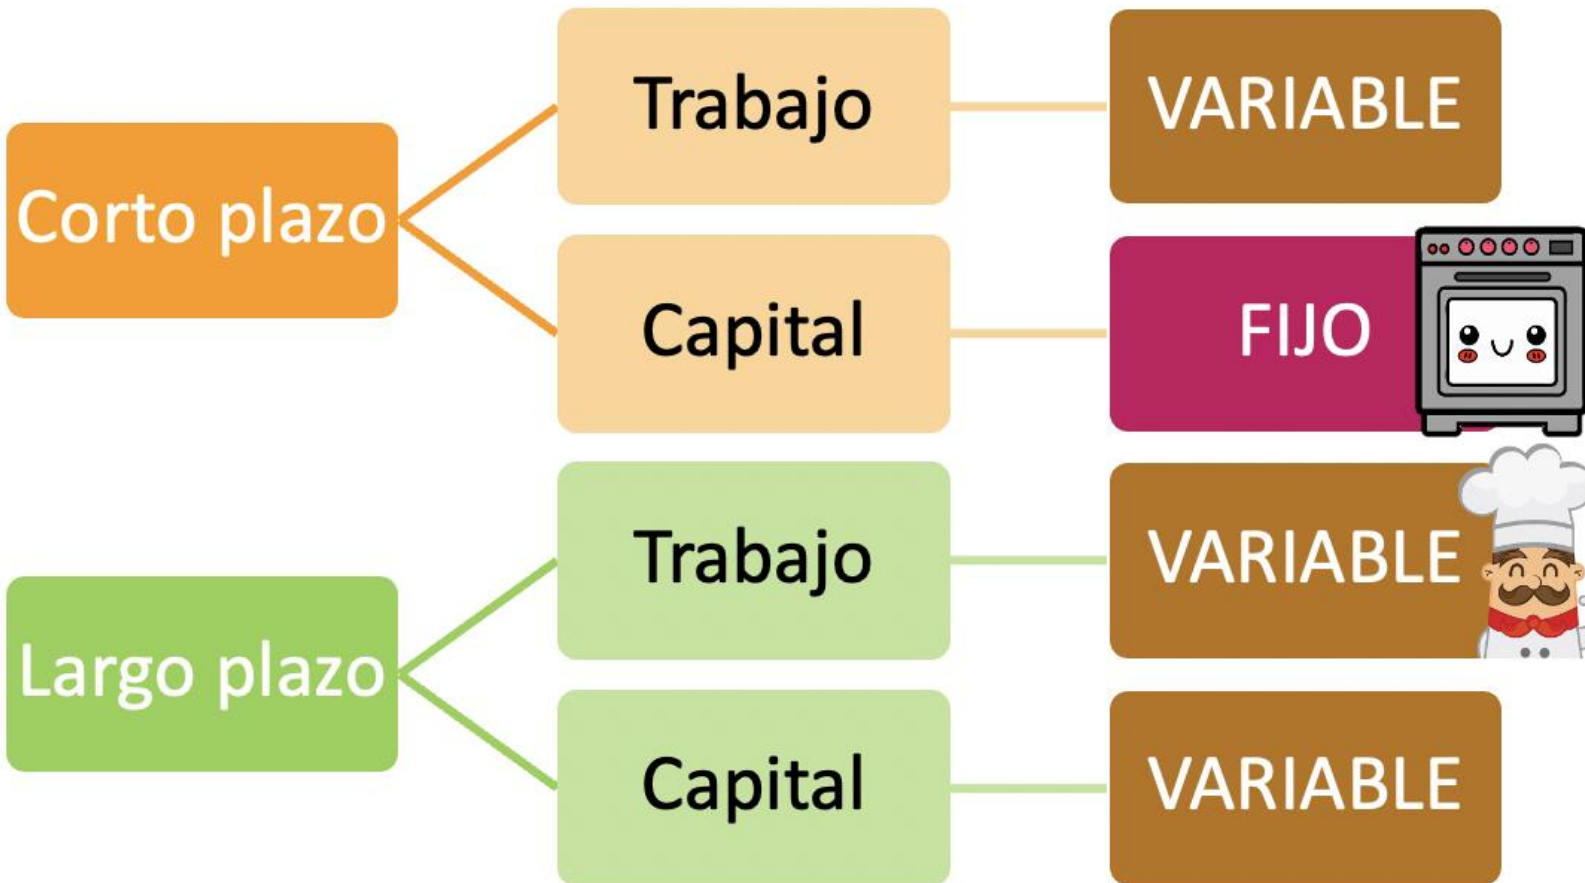 Corto plazo
Trabajo
VARIABLE
Capital
FIJO
Largo plazo
Trabajo
VARIABLE
Capital
VARIABLE